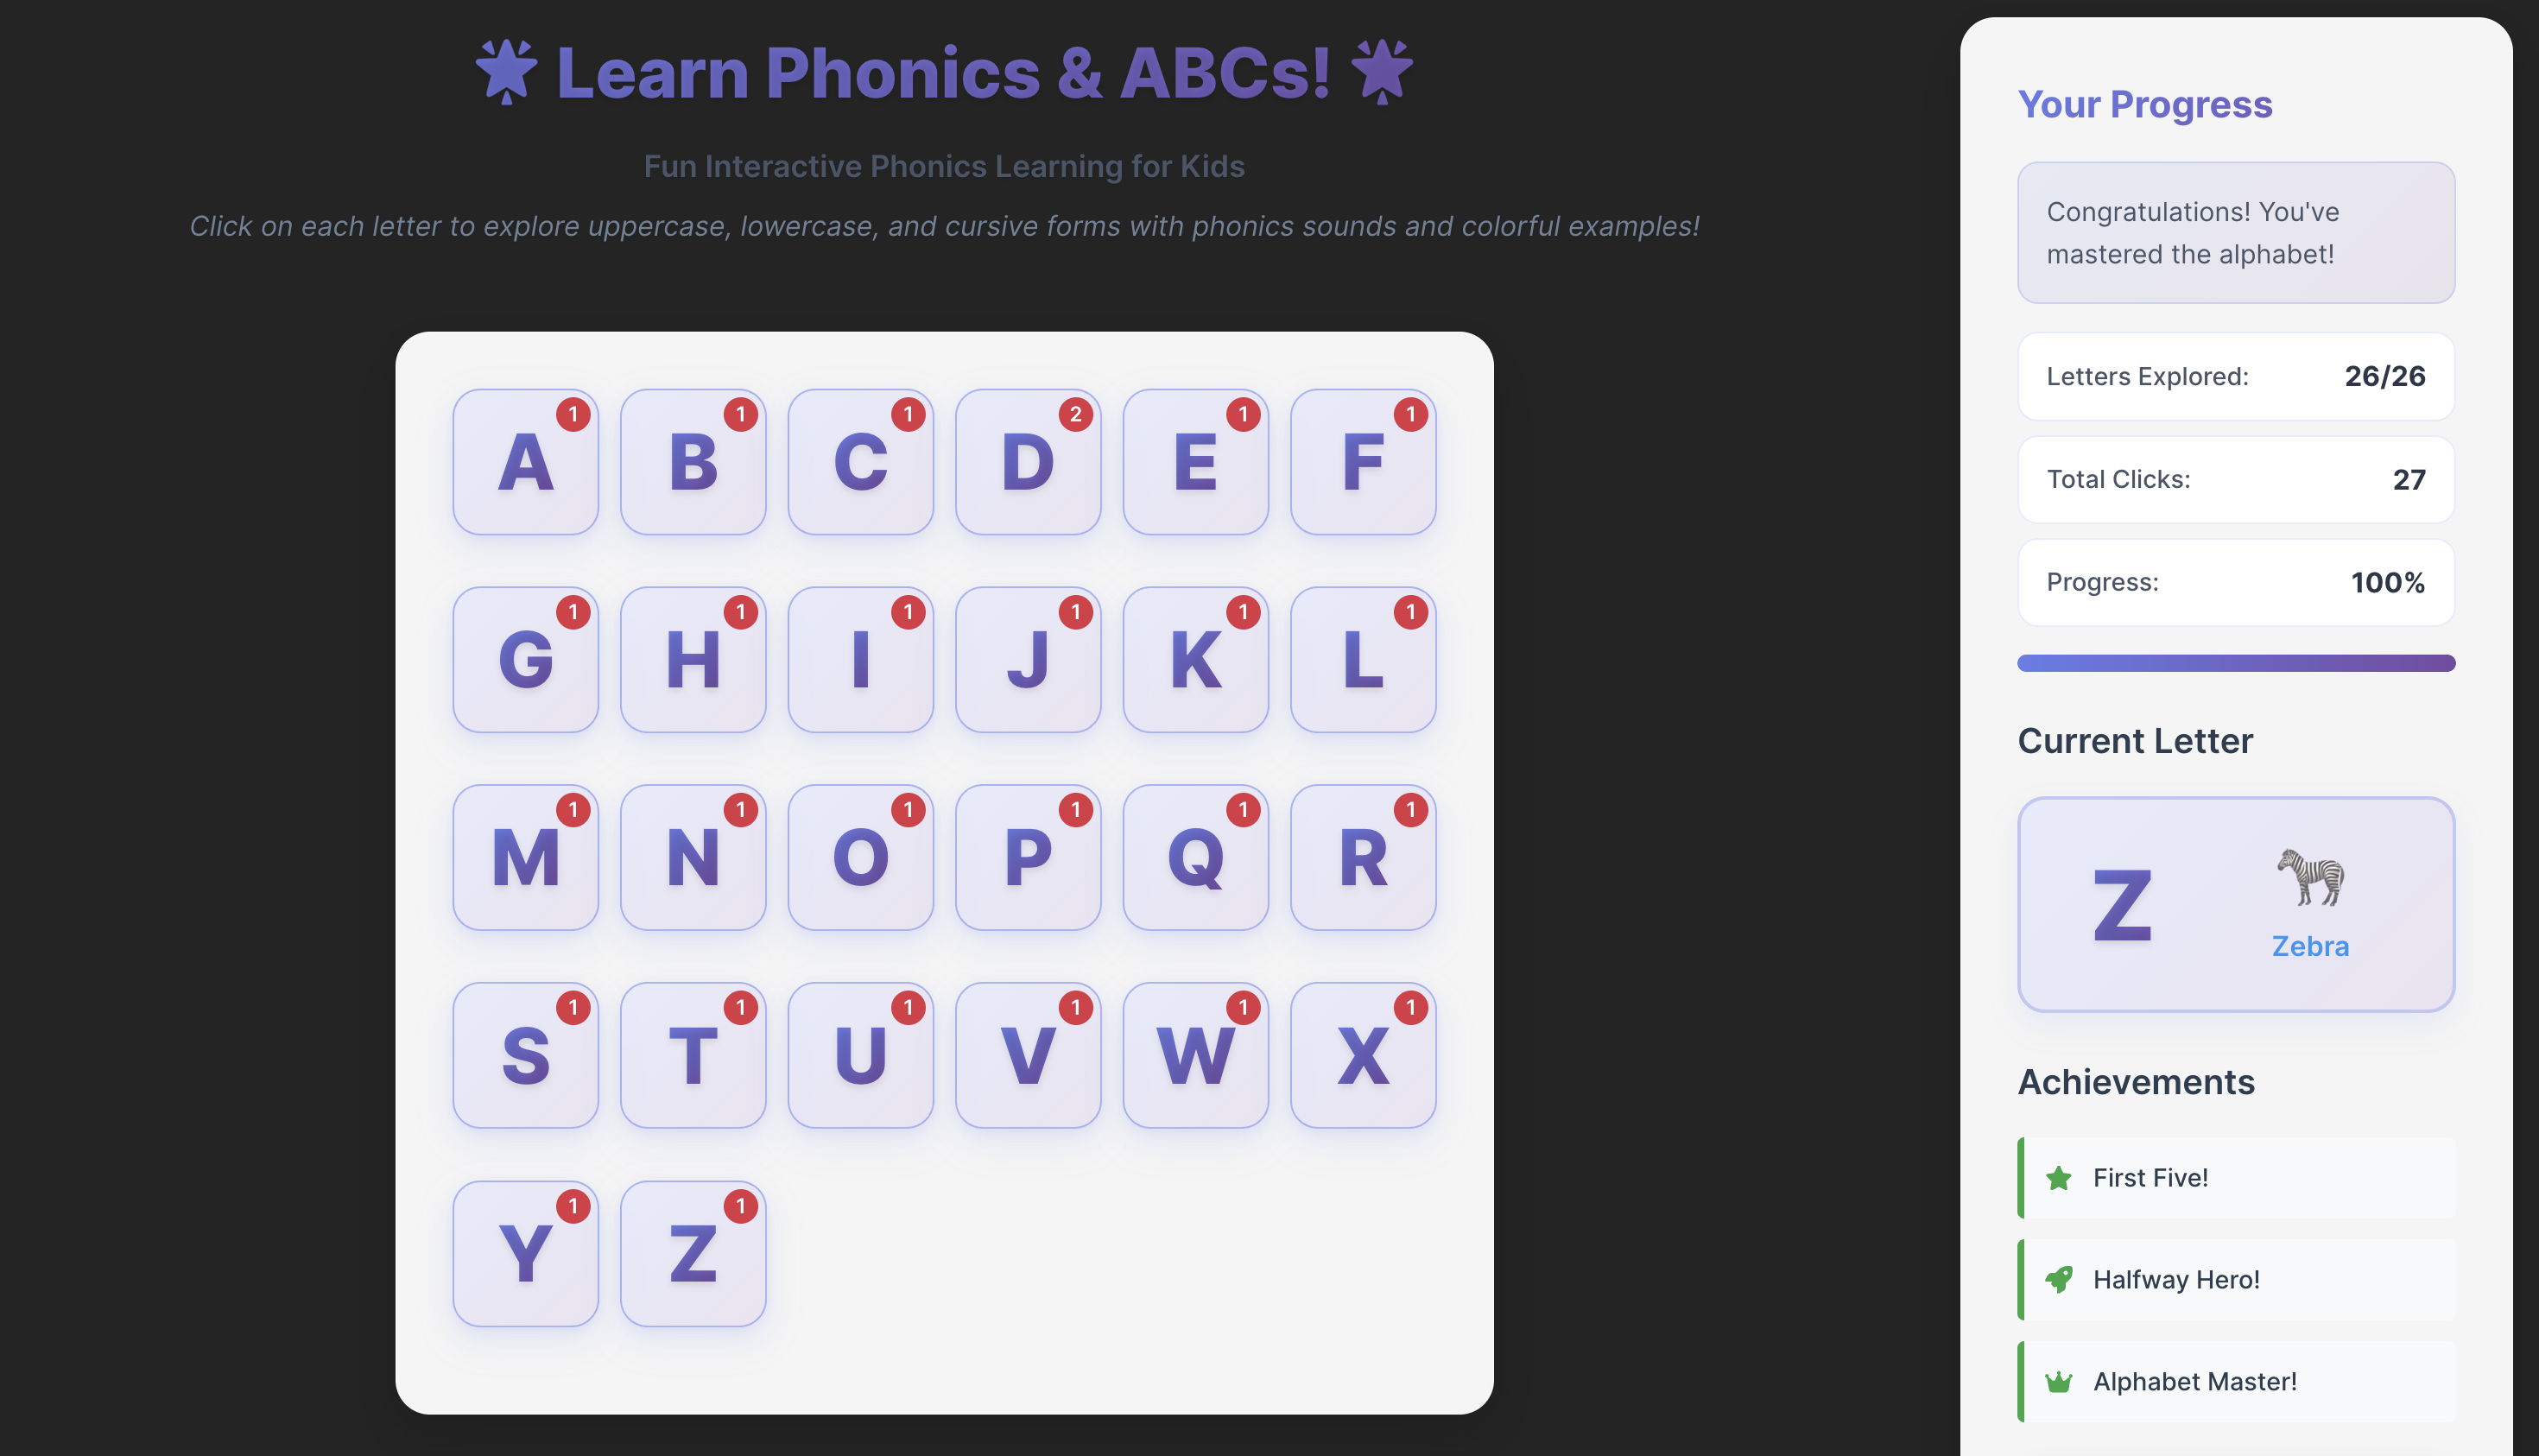 🌟 Learn Phonics & ABCs! 🌟
Fun Interactive Phonics Learning for Kids
Click on each letter to explore uppercase, lowercase, and cursive forms with phonics sounds and colorful examples!
A 1 B 1 C 1 D 2 E 1 F 1
G 1 H 1 I 1 J 1 K 1 L 1
M 1 N 1 O 1 P 1 Q 1 R 1
S 1 T 1 U 1 V 1 W 1 X 1
Y 1 Z 1
Your Progress
Congratulations! You've
mastered the alphabet!
Letters Explored: 26/26
Total Clicks: 27
Progress: 100%
Current Letter
Z
Zebra
Achievements
First Five!
Halfway Hero!
Alphabet Master!